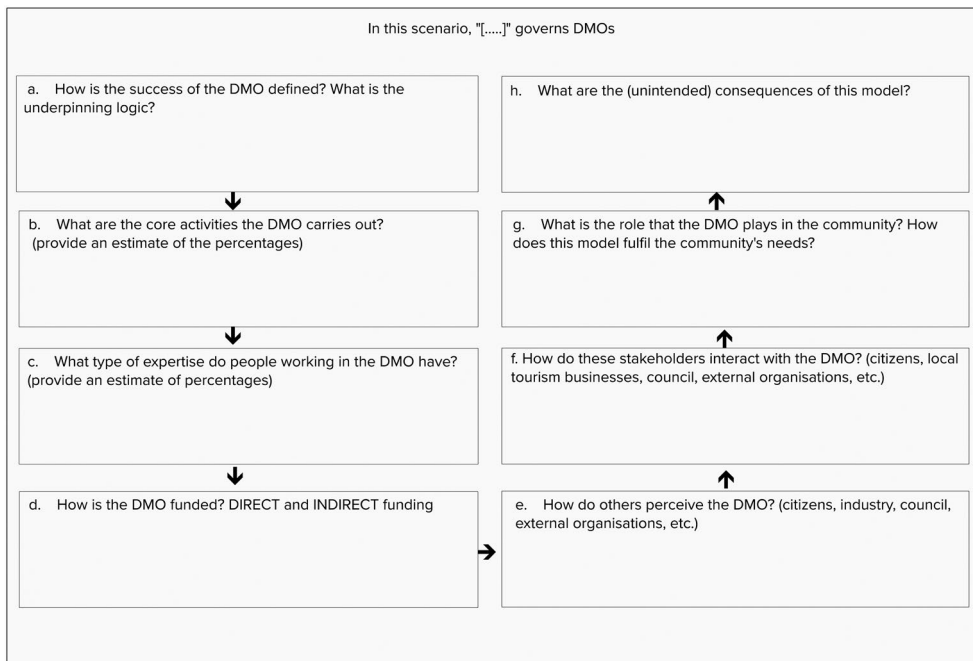 In this scenario, "[.....]" governs DMOs
a. How is the success of the DMO defined? What is the
underpinning logic?
b. What are the core activities the DMO carries out?
(provide an estimate of the percentages)
c. What type of expertise do people working in the DMO have?
(provide an estimate of percentages)
d. How is the DMO funded? DIRECT and INDIRECT funding
e. How do others perceive the DMO? (citizens, industry, council,
external organisations, etc.)
f. How do these stakeholders interact with the DMO? (citizens, local
tourism businesses, council, external organisations, etc.)
g. What is the role that the DMO plays in the community? How
does this model fulfil the community's needs?
h. What are the (unintended) consequences of this model?